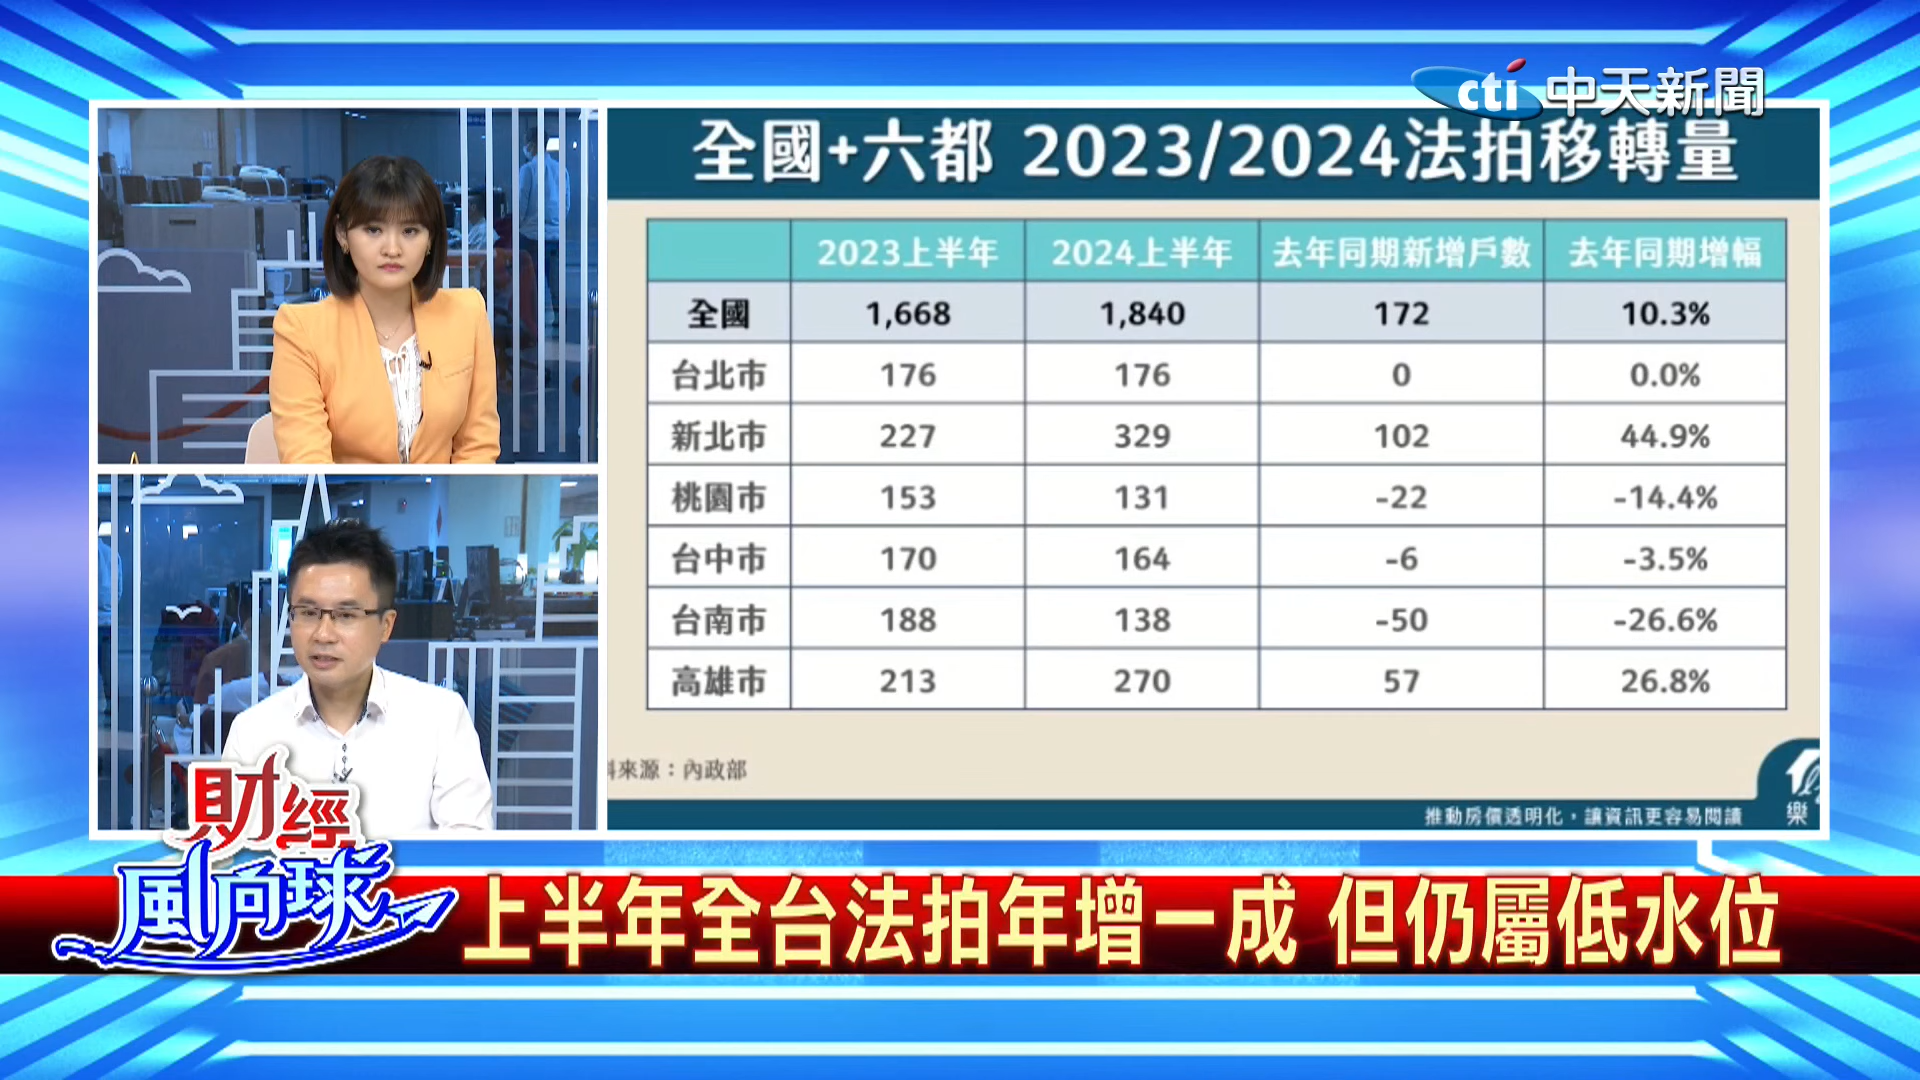 cti 中天新聞
全國+六都 2023/2024法拍移轉量
2023上半年 2024上半年 去年同期新增戶數 去年同期增幅
全國 1,668 1,840 172 10.3%
台北市 176 176 0 0.0%
新北市 227 329 102 44.9%
桃園市 153 131 -22 -14.4%
台中市 170 164 -6 -3.5%
台南市 188 138 -50 -26.6%
高雄市 213 270 57 26.8%
來源：內政部
推動房價透明化，讓資訊更容易閱讀
樂
財經
風向球
上半年全台法拍年增一成 但仍屬低水位